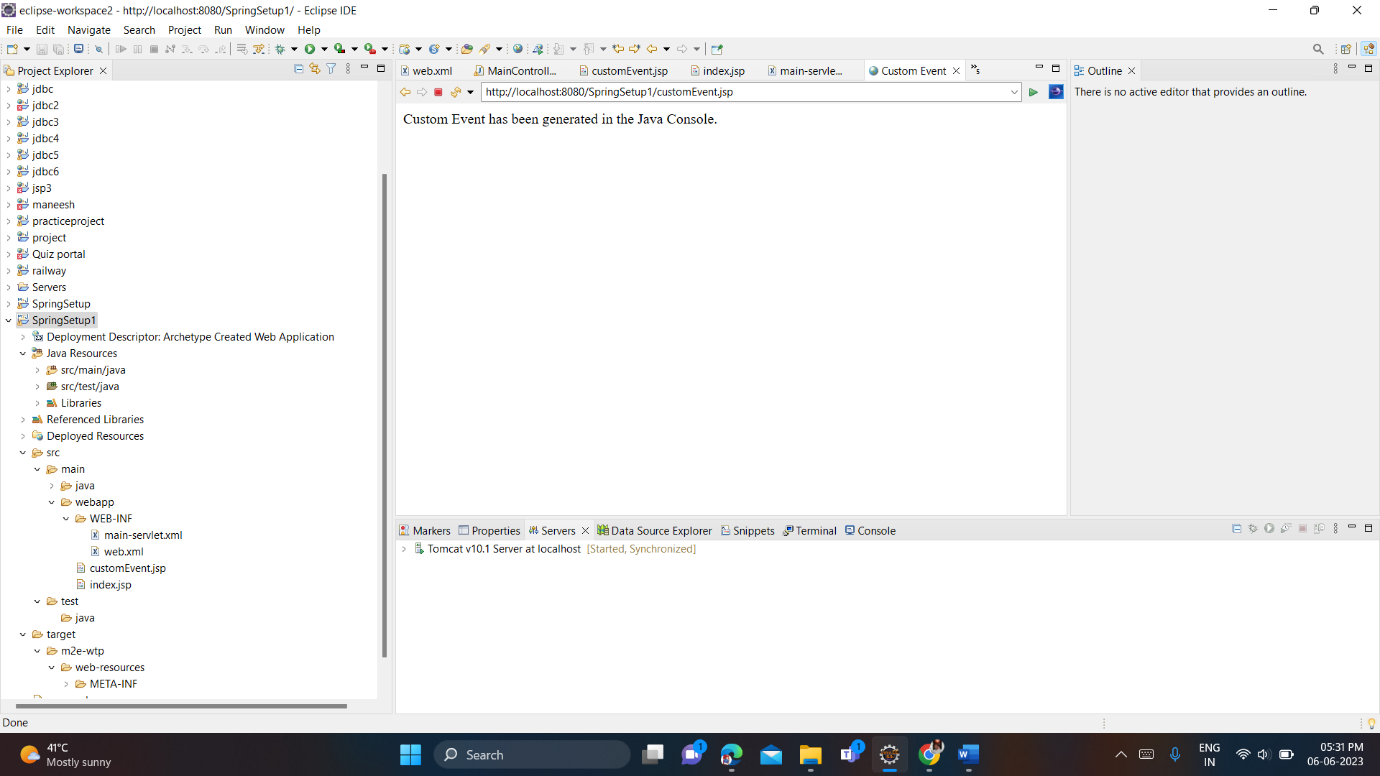 eclipse-workspace2 - http://localhost:8080/SpringSetup1/ - Eclipse IDE
File Edit Navigate Search Project Run Window Help
Project Explorer
jdbc
jdbc2
jdbc3
jdbc4
jdbc5
jdbc6
jsp3
maneesh
practiceproject
project
Quiz portal
railway
Servers
SpringSetup
SpringSetup1
Deployment Descriptor: Archetype Created Web Application
Java Resources
src/main/java
src/test/java
Libraries
Referenced Libraries
Deployed Resources
src
main
java
webapp
WEB-INF
main-servlet.xml
web.xml
customEvent.jsp
index.jsp
test
java
target
m2e-wtp
web-resources
META-INF
web.xml MainControll... customEvent.jsp index.jsp main-servle... Custom Event »5
http://localhost:8080/SpringSetup1/customEvent.jsp
Custom Event has been generated in the Java Console.
Outline
There is no active editor that provides an outline.
Markers Properties Servers Data Source Explorer Snippets Terminal Console
Tomcat v10.1 Server at localhost [Started, Synchronized]
Done
41°C
Mostly sunny
Search
1
1
ENG
IN
05:31 PM
06-06-2023